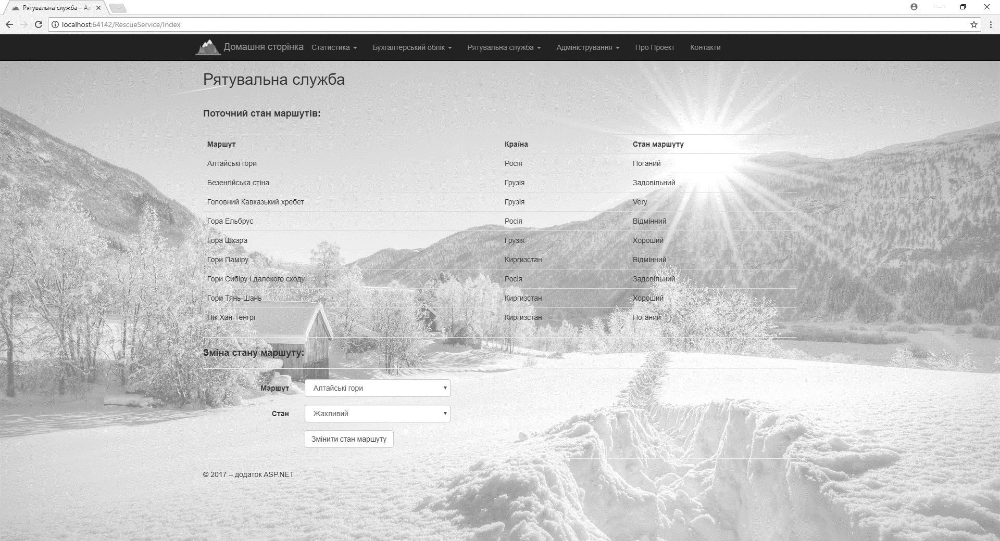 Рятувальна служба – Ал
localhost:64142/RescueService/Index
Домашня сторінка Статистика Бухгалтерський облік Рятувальна служба Адміністрування Про Проект Контакти
Рятувальна служба
Поточний стан маршутів:
Маршут Країна Стан маршуту
Алтайські гори Росія Поганий
Безенгійська стіна Грузія Задовільний
Головний Кавказький хребет Грузія Very
Гора Ельбрус Росія Відмінний
Гора Шхара Грузія Хороший
Гори Паміру Киргизстан Відмінний
Гори Сибіру і далекого сходу Росія Задовільний
Гори Тянь-Шань Киргизстан Хороший
Пік Хан-Тенгрі Киргизстан Поганий
Зміна стану маршуту:
Маршут Алтайські гори
Стан Жахливий
Змінити стан маршуту
© 2017 – додаток ASP.NET